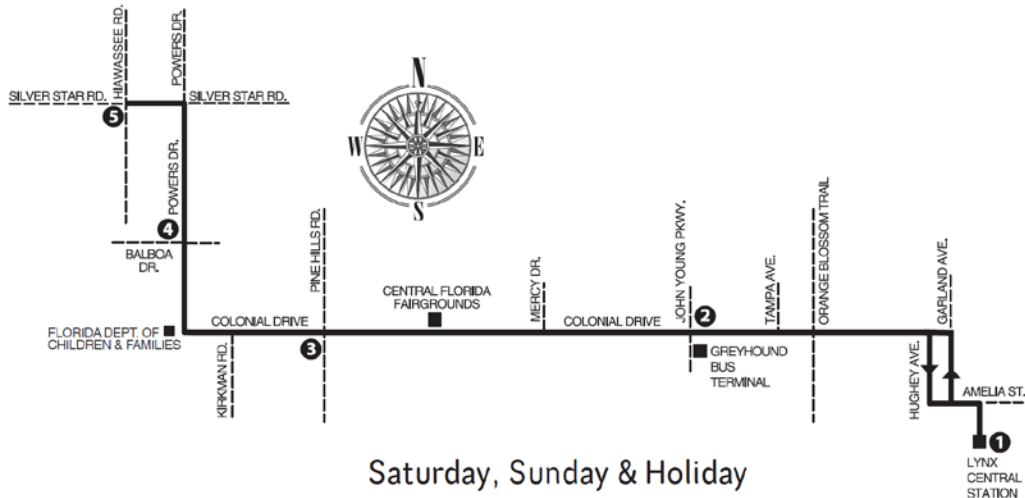 HIAWASSEE RD.
POWERS DR.
SILVER STAR RD.
SILVER STAR RD.
5
POWERS DR.
4
BALBOA
DR.
N
W
E
S
PINE HILLS RD.
CENTRAL FLORIDA
FAIRGROUNDS
MERCY DR.
JOHN YOUNG PKWY.
2
TAMPA AVE.
ORANGE BLOSSOM TRAIL
GARLAND AVE.
FLORIDA DEPT. OF
CHILDREN & FAMILIES
COLONIAL DRIVE
COLONIAL DRIVE
KIRKMAN RD.
3
GREYHOUND
BUS
TERMINAL
HUGHEY AVE.
AMELIA ST.
1
LYNX
CENTRAL
STATION
Saturday, Sunday & Holiday